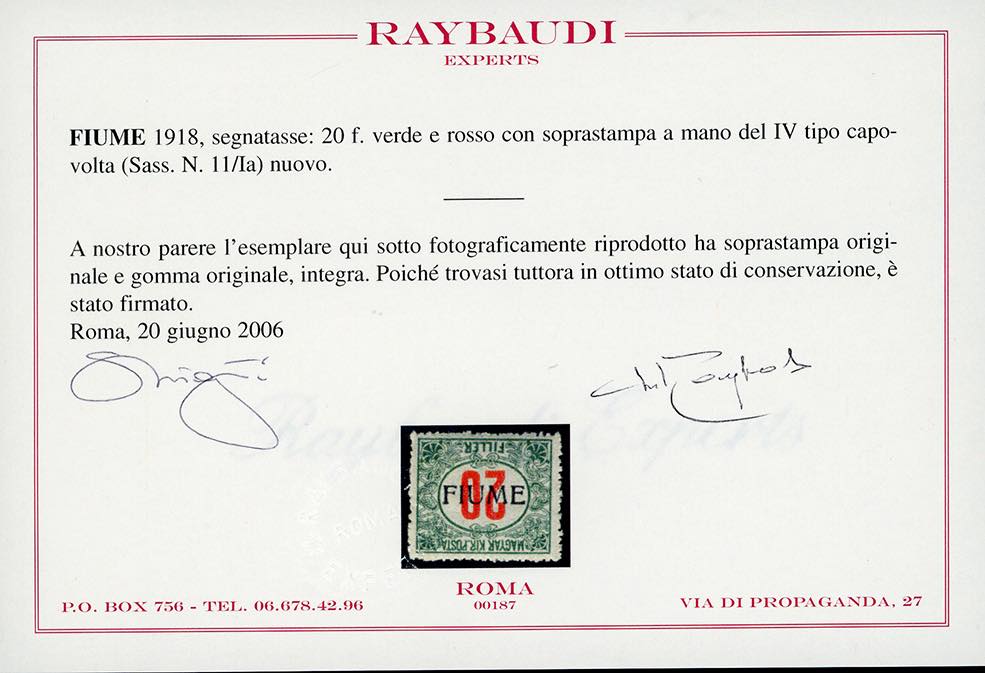 RAYBAUDI
EXPERTS
FIUME 1918, segnatasse: 20 f. verde e rosso con soprastampa a mano del IV tipo capo-
volta (Sass. N. 11/Ia) nuovo.
A nostro parere l'esemplare qui sotto fotograficamente riprodotto ha soprastampa origi-
nale e gomma originale, integra. Poiché trovasi tuttora in ottimo stato di conservazione, è
stato firmato.
Roma, 20 giugno 2006
Raybaudi Experts
FILLÉR
20
FIUME
MAGYAR KIR. POSTA
ROMA
ROMA
00187
P.O. BOX 756 - TEL. 06.678.42.96
VIA DI PROPAGANDA, 27